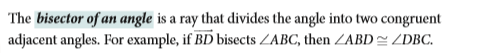 The bisector of an angle is a ray that divides the angle into two congruent
adjacent angles. For example, if $\overrightarrow{BD}$ bisects ∠ABC, then ∠ABD ≅ ∠DBC.